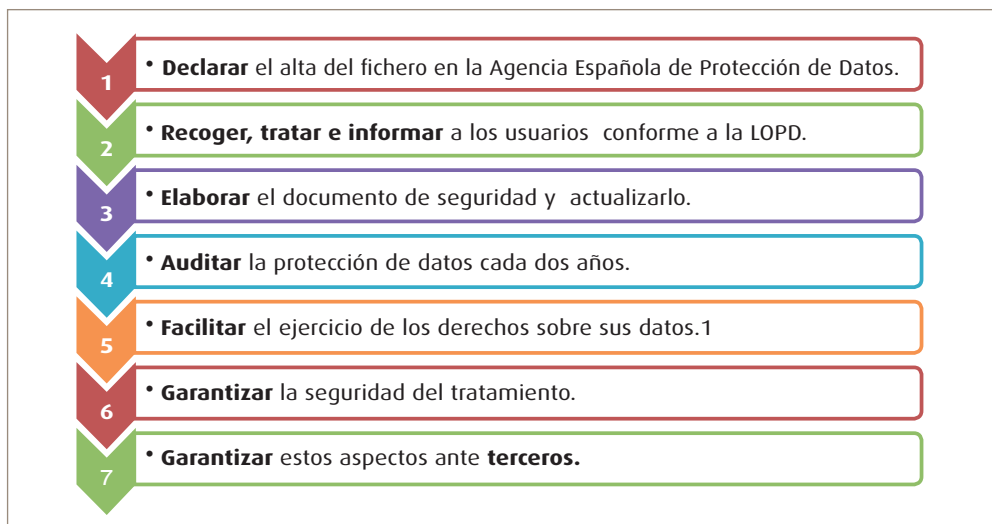 1 • Declarar el alta del fichero en la Agencia Española de Protección de Datos.
2 • Recoger, tratar e informar a los usuarios conforme a la LOPD.
3 • Elaborar el documento de seguridad y actualizarlo.
4 • Auditar la protección de datos cada dos años.
5 • Facilitar el ejercicio de los derechos sobre sus datos.1
6 • Garantizar la seguridad del tratamiento.
7 • Garantizar estos aspectos ante terceros.